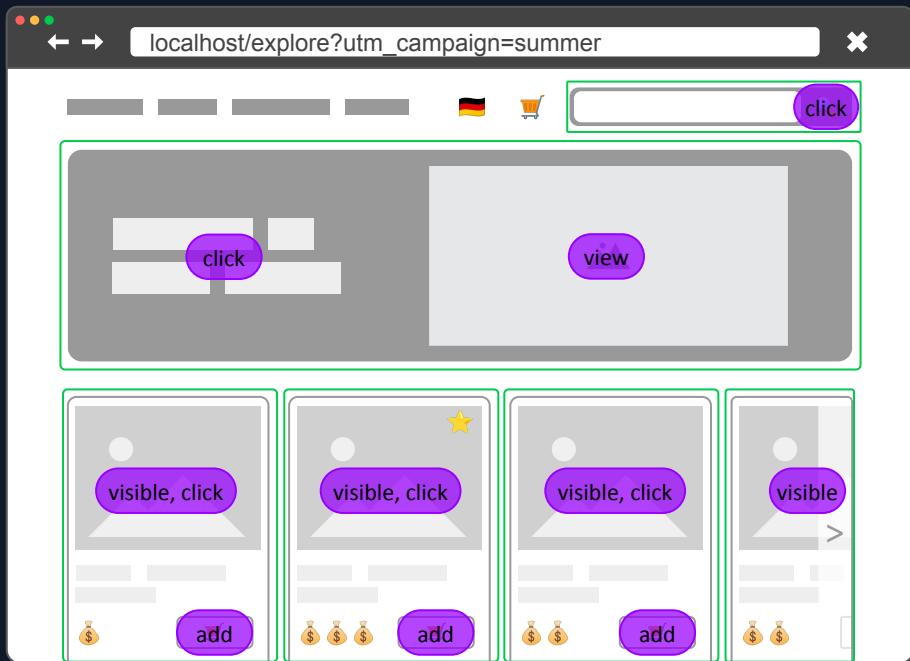 localhost/explore?utm_campaign=summer
click
click
view
visible, click
visible, click
visible, click
visible
>
add
add
add